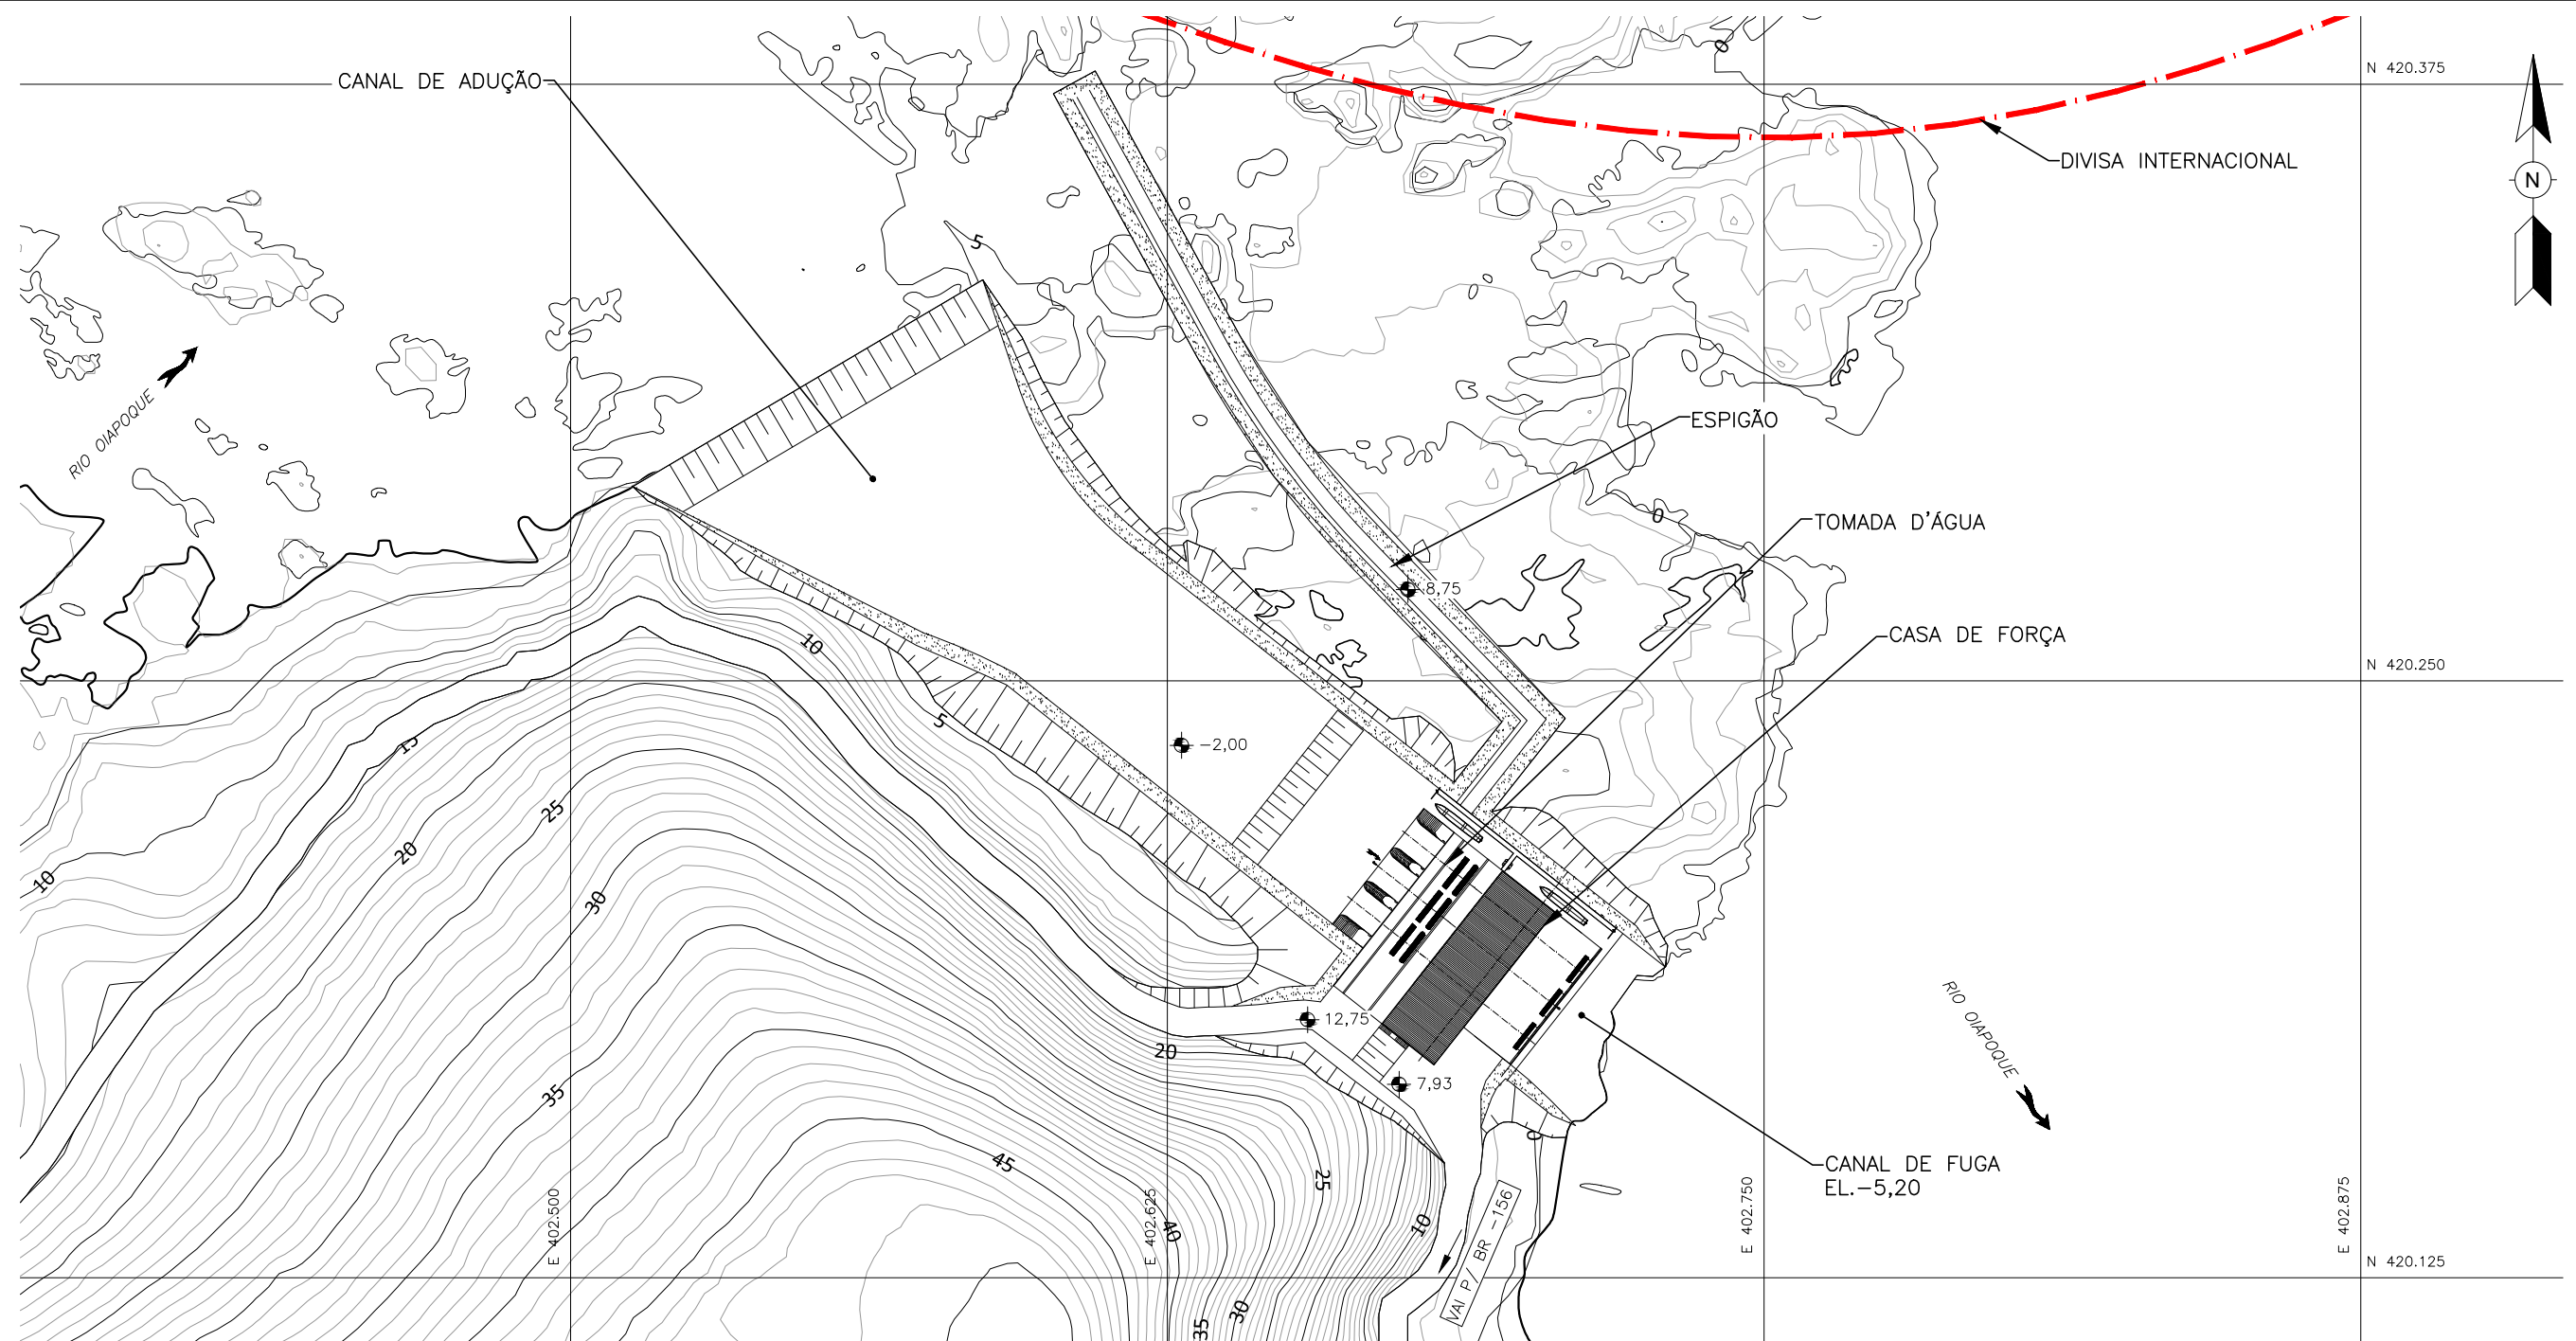 N 420.375
CANAL DE ADUÇÃO
0
DIVISA INTERNACIONAL
N
5
RIO OIAPOQUE
ESPIGÃO
0
TOMADA D'ÁGUA
8,75
CASA DE FORÇA
10
N 420.250
5
15
-2,00
25
20
10
30
12,75
RIO OIAPOQUE
20
7,93
35
0
45
CANAL DE FUGA
EL.-5,20
25
E 402.500
E 402.625
E 402.750
E 402.875
40
10
VAI P/ BR -156
N 420.125
30
35